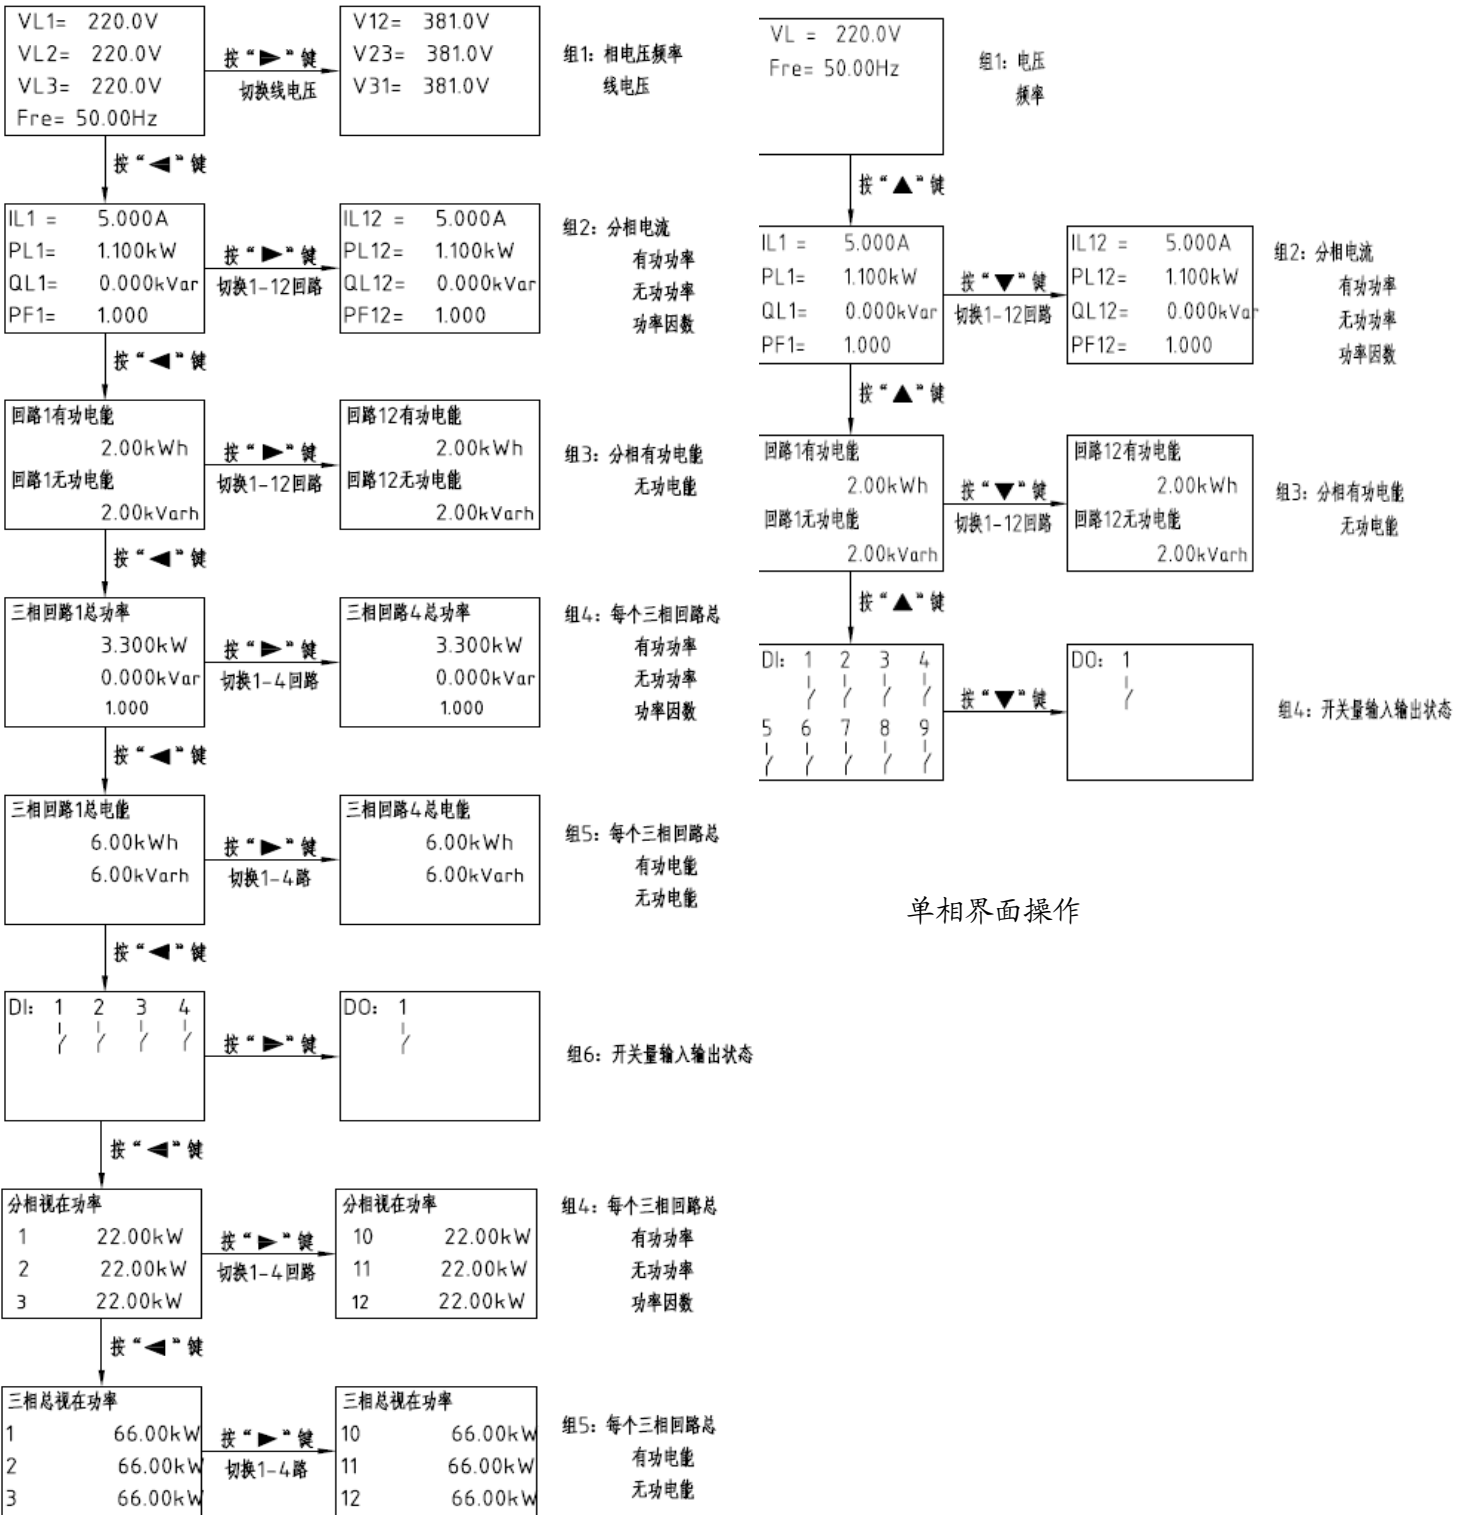 VL1= 220.0V
VL2= 220.0V
VL3= 220.0V
Fre= 50.00Hz
按“▶”键
切换线电压
V12= 381.0V
V23= 381.0V
V31= 381.0V
组1: 相电压频率
线电压
按“◀”键
IL1 = 5.000A
PL1= 1.100kW
QL1= 0.000kVar
PF1= 1.000
按“▶”键
切换1-12回路
IL12 = 5.000A
PL12= 1.100kW
QL12= 0.000kVar
PF12= 1.000
组2: 分相电流
有功功率
无功功率
功率因数
按“◀”键
回路1有功电能
2.00kWh
回路1无功电能
2.00kVarh
按“▶”键
切换1-12回路
回路12有功电能
2.00kWh
回路12无功电能
2.00kVarh
组3: 分相有功电能
无功电能
按“◀”键
三相回路1总功率
3.300kW
0.000kVar
1.000
按“▶”键
切换1-4回路
三相回路4总功率
3.300kW
0.000kVar
1.000
组4: 每个三相回路总
有功功率
无功功率
功率因数
按“◀”键
三相回路1总电能
6.00kWh
6.00kVarh
按“▶”键
切换1-4路
三相回路4总电能
6.00kWh
6.00kVarh
组5: 每个三相回路总
有功电能
无功电能
按“◀”键
DI: 1 2 3 4
按“▶”键
DO: 1
组6: 开关量输入输出状态
按“◀”键
分相视在功率
1 22.00kW
2 22.00kW
3 22.00kW
按“▶”键
切换1-4回路
分相视在功率
10 22.00kW
11 22.00kW
12 22.00kW
组4: 每个三相回路总
有功功率
无功功率
功率因数
按“◀”键
三相总视在功率
1 66.00kW
2 66.00kW
3 66.00kW
按“▶”键
切换1-4路
三相总视在功率
10 66.00kW
11 66.00kW
12 66.00kW
组5: 每个三相回路总
有功电能
无功电能
VL = 220.0V
Fre= 50.00Hz
组1: 电压
频率
按“▲”键
IL1 = 5.000A
PL1= 1.100kW
QL1= 0.000kVar
PF1= 1.000
按“▼”键
切换1-12回路
IL12 = 5.000A
PL12= 1.100kW
QL12= 0.000kVar
PF12= 1.000
组2: 分相电流
有功功率
无功功率
功率因数
按“▲”键
回路1有功电能
2.00kWh
回路1无功电能
2.00kVarh
按“▼”键
切换1-12回路
回路12有功电能
2.00kWh
回路12无功电能
2.00kVarh
组3: 分相有功电能
无功电能
按“▲”键
DI: 1 2 3 4
5 6 7 8 9
按“▼”键
DO: 1
组4: 开关量输入输出状态
单相界面操作